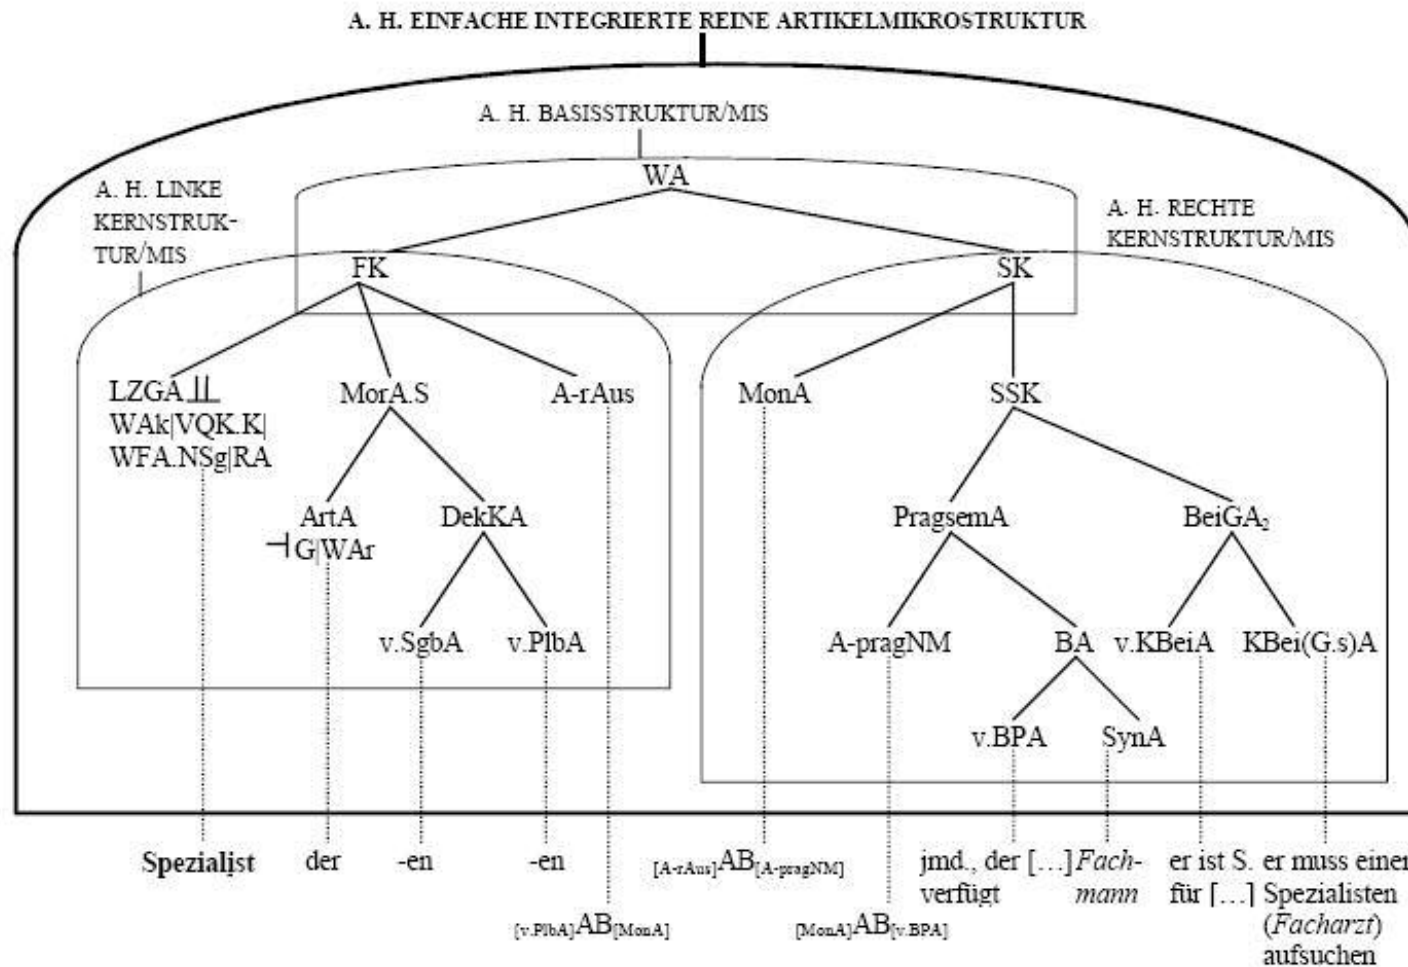 A. H. EINFACHE INTEGRIERTE REINE ARTIKELMIKROSTRUKTUR
A. H. BASISSTRUKTUR/MIS
WA
A. H. LINKE
KERNSTRUK-
TUR/MIS
A. H. RECHTE
KERNSTRUKTUR/MIS
FK
SK
LZGA
WAk|VQK.K|
WFA.NSg|RA
MorA.S
A-rAus
MonA
SSK
ArtA
⊣G|WAr
DekKA
PragsemA
BeiGA₂
v.SgbA
v.PlbA
A-pragNM
BA
v.KBeiA
KBei(G.s)A
v.BPA
SynA
Spezialist
der
-en
-en
[v.PlbA]AB[MonA]
[A-rAus]AB[A-pragNM]
[MonA]AB[v.BPA]
jmd., der […]
verfügt
Fach-
mann
er ist S.
für […]
er muss einen
Spezialisten
(Facharzt)
aufsuchen